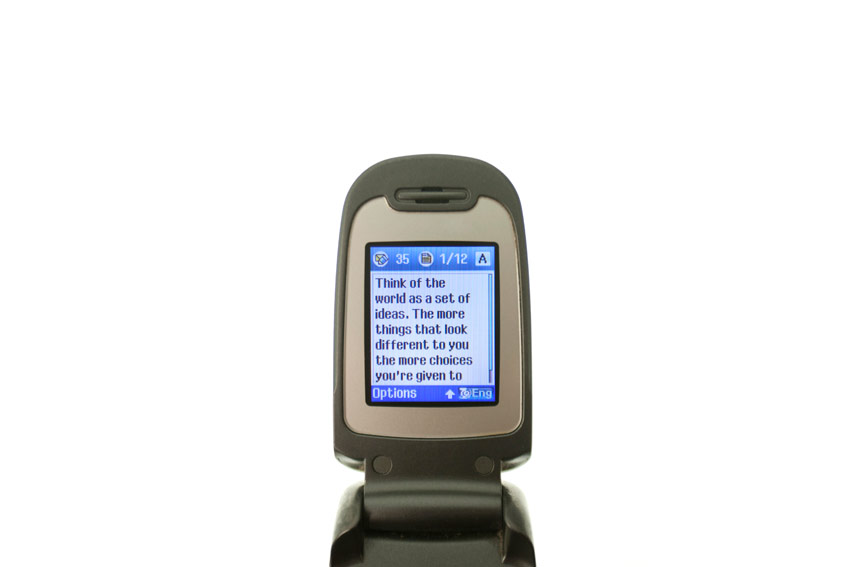 35 1/12 A
Think of the
world as a set of
ideas. The more
things that look
different to you
the more choices
you're given to
Options Eng